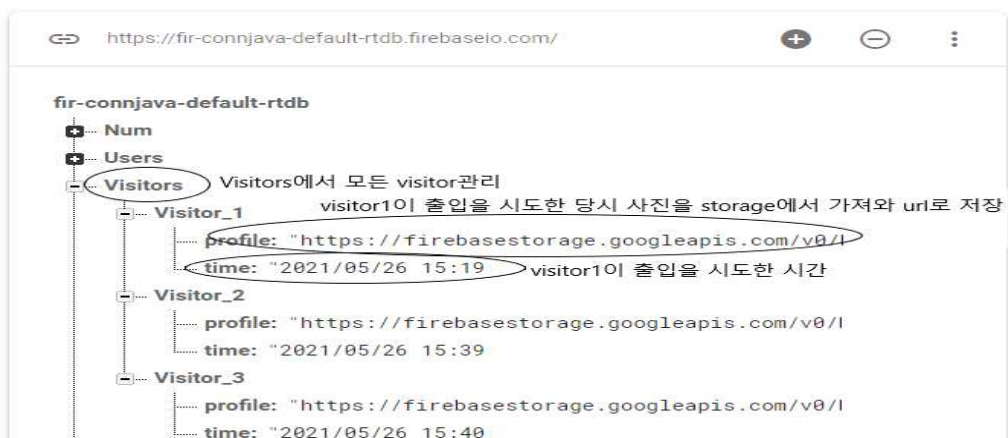 https://fir-connjava-default-rtdb.firebaseio.com/
fir-connjava-default-rtdb
Num
Users
Visitors Visitors에서 모든 visitor관리
Visitor_1 visitor1이 출입을 시도한 당시 사진을 storage에서 가져와 url로 저장
profile: "https://firebasestorage.googleapis.com/v0/l
time: "2021/05/26 15:19 visitor1이 출입을 시도한 시간
Visitor_2
profile: "https://firebasestorage.googleapis.com/v0/l
time: "2021/05/26 15:39
Visitor_3
profile: "https://firebasestorage.googleapis.com/v0/l
time: "2021/05/26 15:40